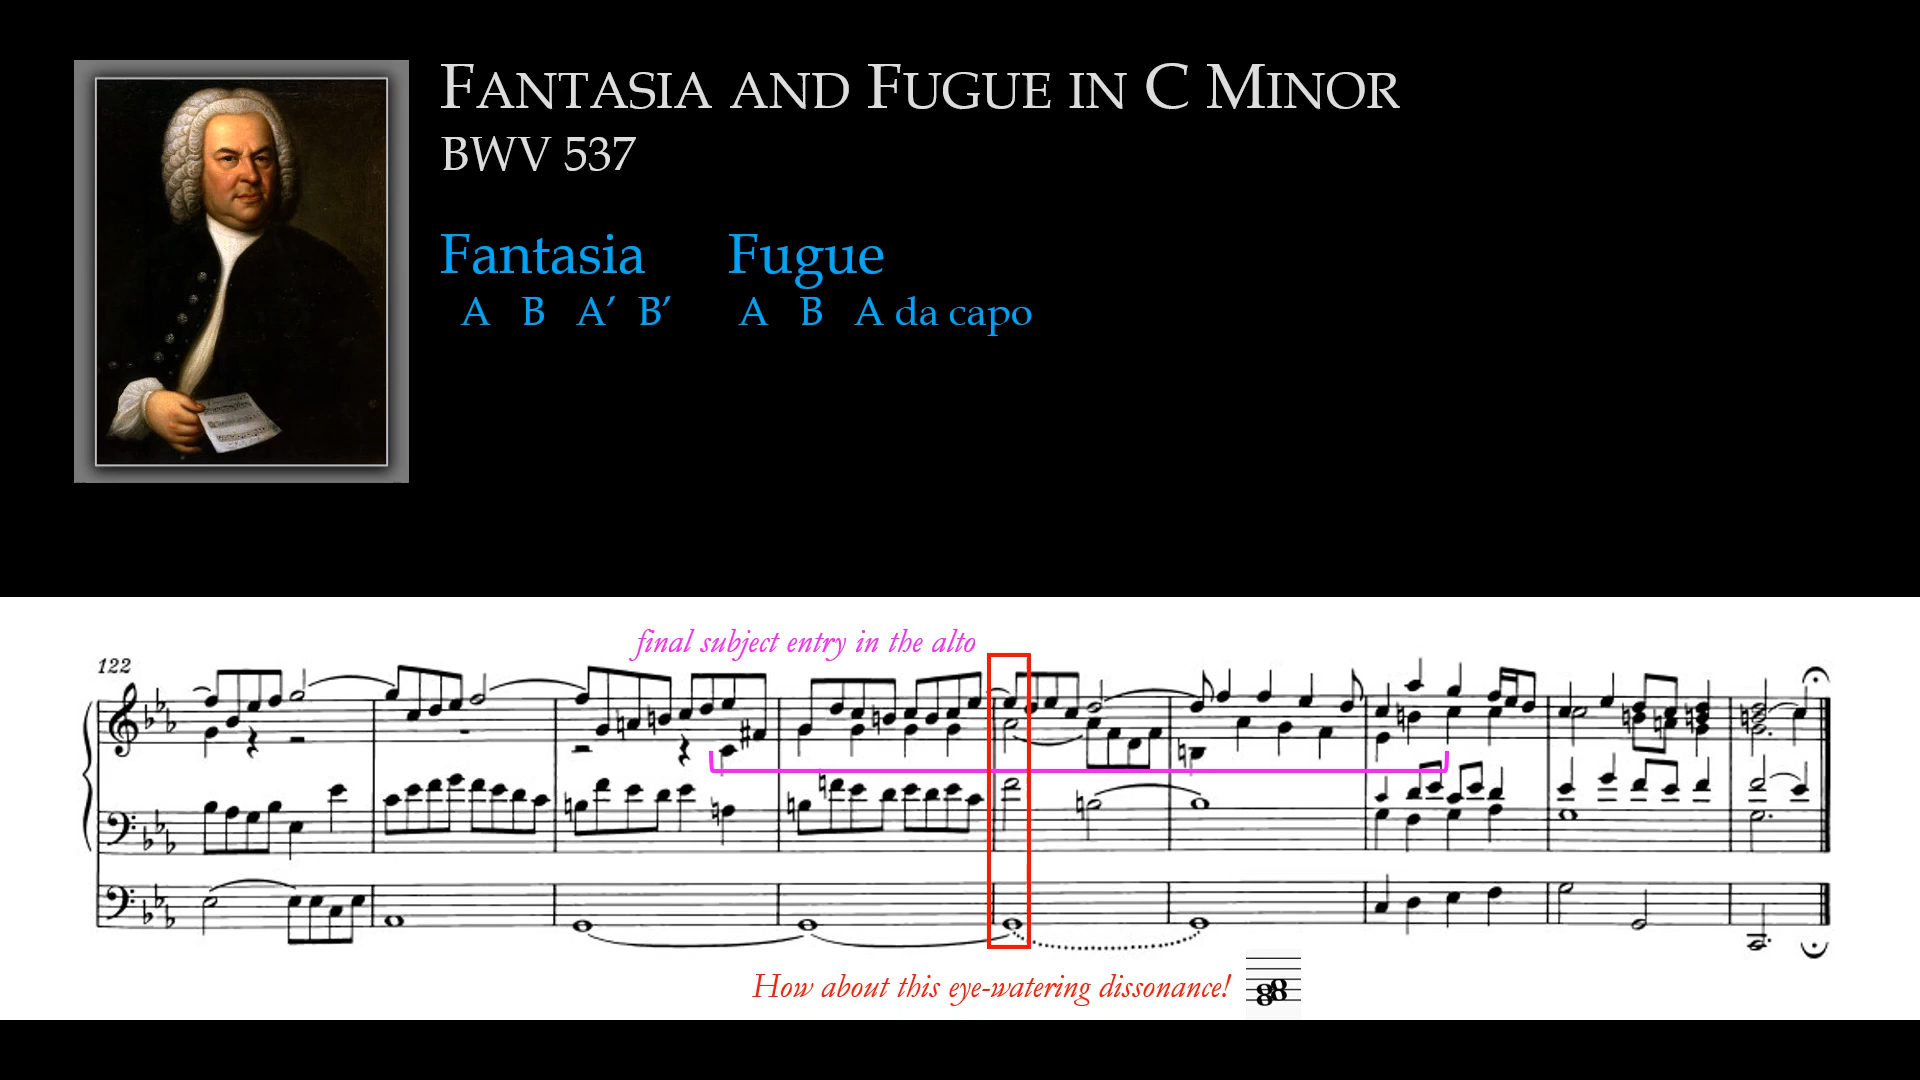 FANTASIA AND FUGUE IN C MINOR
BWV 537
Fantasia Fugue
A B A′ B′ A B A da capo
final subject entry in the alto
122
How about this eye-watering dissonance!